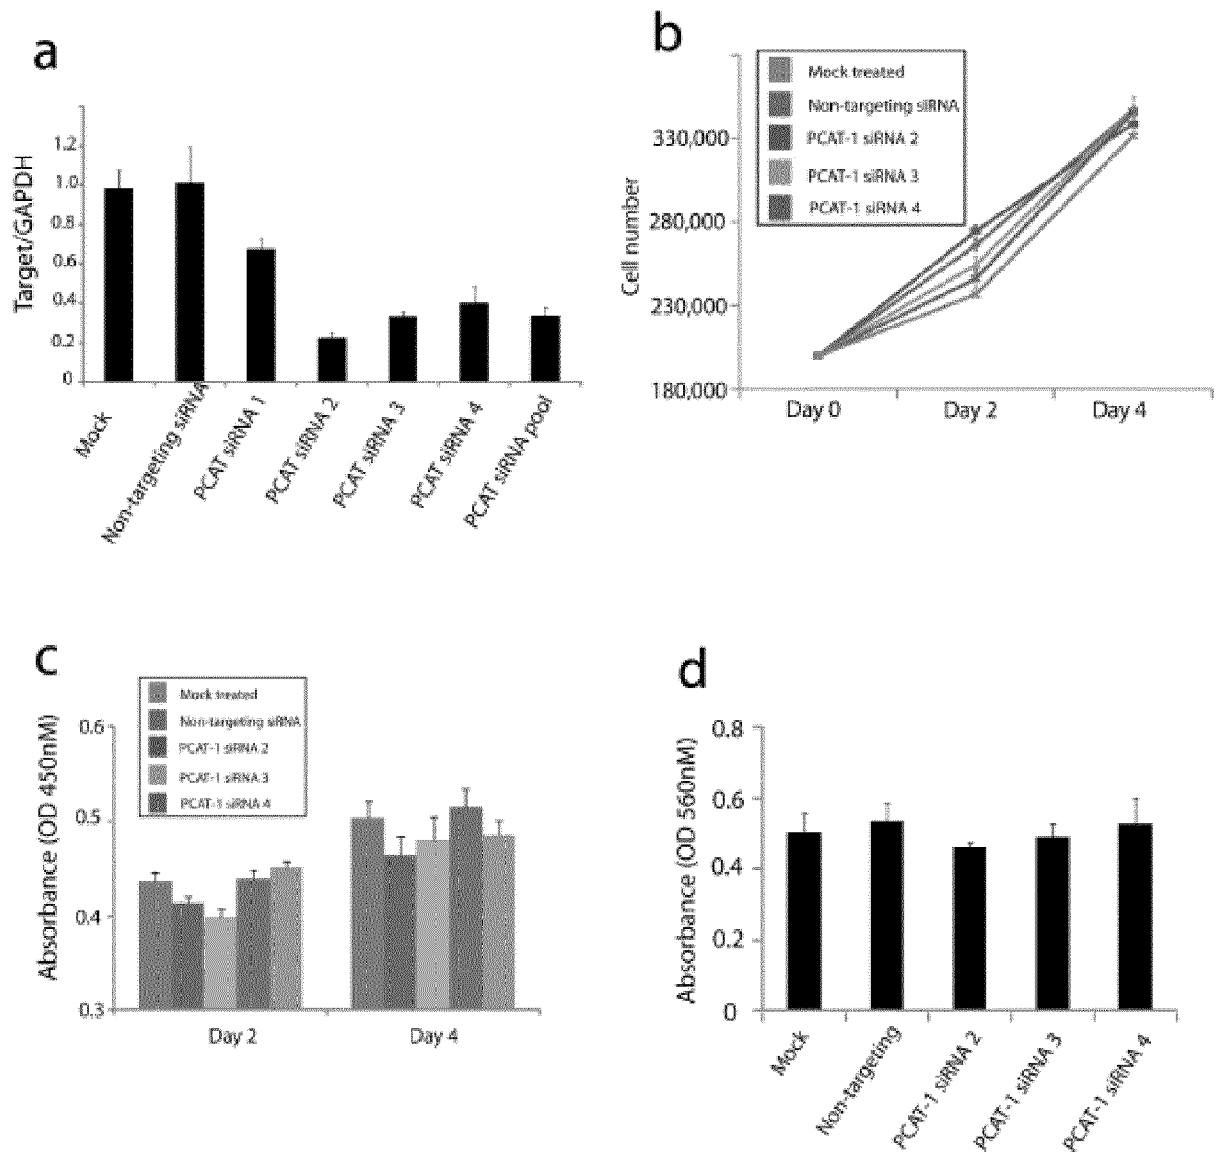 a
Target/GAPDH
1.2
1.0
0.8
0.6
0.4
0.2
0
Mock
Non-targeting siRNA
PCAT siRNA 1
PCAT siRNA 2
PCAT siRNA 3
PCAT siRNA 4
PCAT siRNA pool
b
Mock treated
Non-targeting siRNA
PCAT-1 siRNA 2
PCAT-1 siRNA 3
PCAT-1 siRNA 4
Cell number
330,000
280,000
230,000
180,000
Day 0
Day 2
Day 4
c
Mock treated
Non-targeting siRNA
PCAT-1 siRNA 2
PCAT-1 siRNA 3
PCAT-1 siRNA 4
Absorbance (OD 450nM)
0.6
0.5
0.4
0.3
Day 2
Day 4
d
Absorbance (OD 560nM)
0.8
0.6
0.4
0.2
0
Mock
Non-targeting
PCAT-1 siRNA 2
PCAT-1 siRNA 3
PCAT-1 siRNA 4